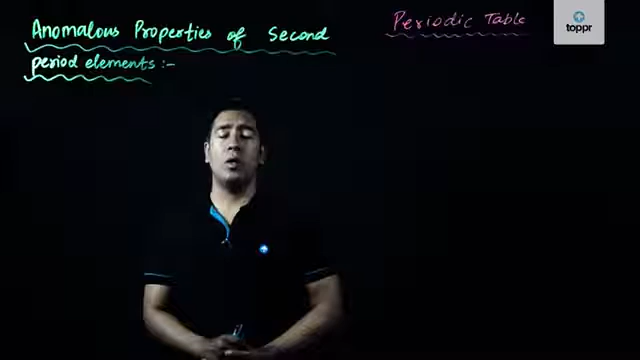 Anomalous Properties of Second
period elements :-
Periodic Table
toppr